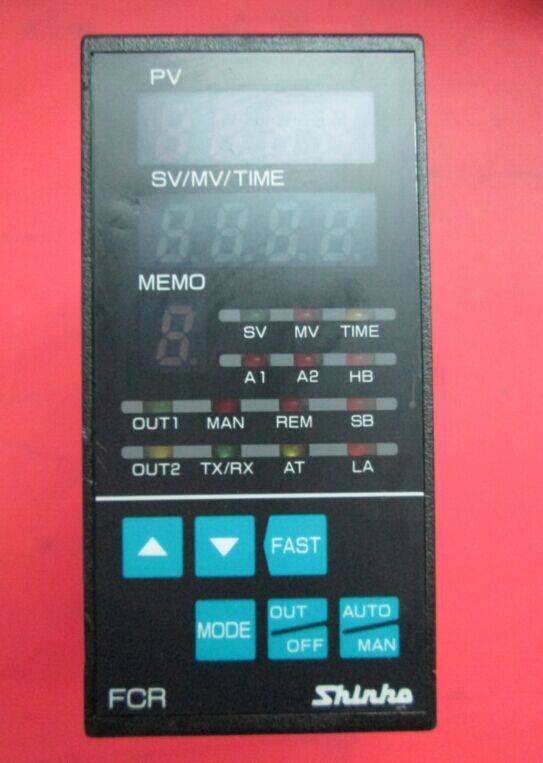 PV
SV/MV/TIME
MEMO
SV MV TIME
A1 A2 HB
OUT1 MAN REM SB
OUT2 TX/RX AT LA
FAST
MODE OUT/OFF AUTO/MAN
FCR Shinko